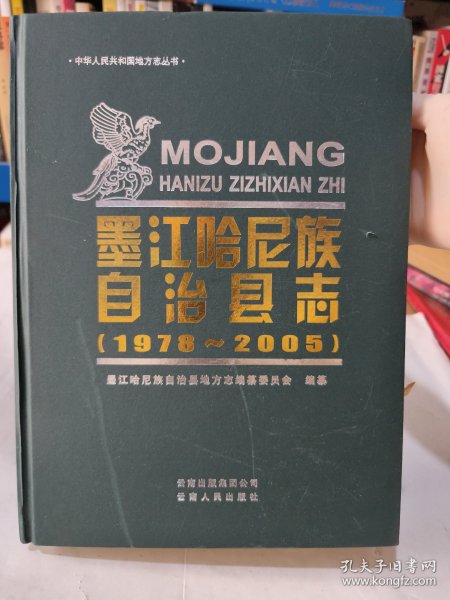 ·中华人民共和国地方志丛书·
MOJIANG
HANIZU ZIZHIXIAN ZHI
墨江哈尼族
自治县志
(1978~2005)
墨江哈尼族自治县地方志编纂委员会 编纂
云南出版集团公司
云南人民出版社
孔夫子旧书网
www.kongfz.com